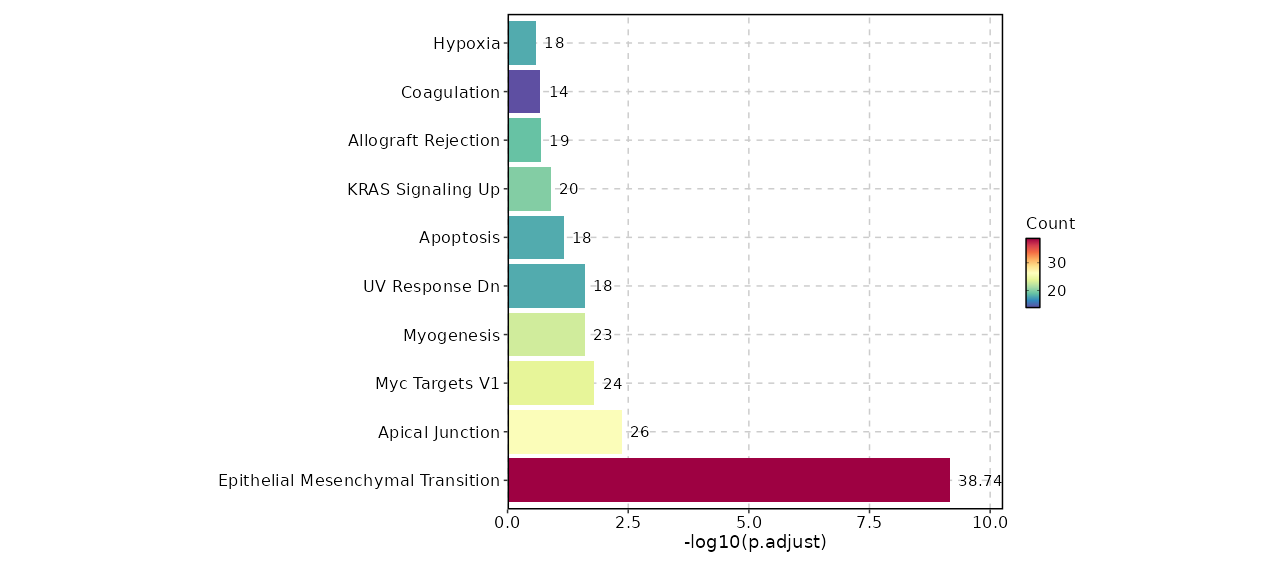 Hypoxia 18
Coagulation 14
Allograft Rejection 19
KRAS Signaling Up 20
Apoptosis 18
UV Response Dn 18
Myogenesis 23
Myc Targets V1 24
Apical Junction 26
Epithelial Mesenchymal Transition 38.74
0.0 2.5 5.0 7.5 10.0
-log10(p.adjust)
Count
30
20